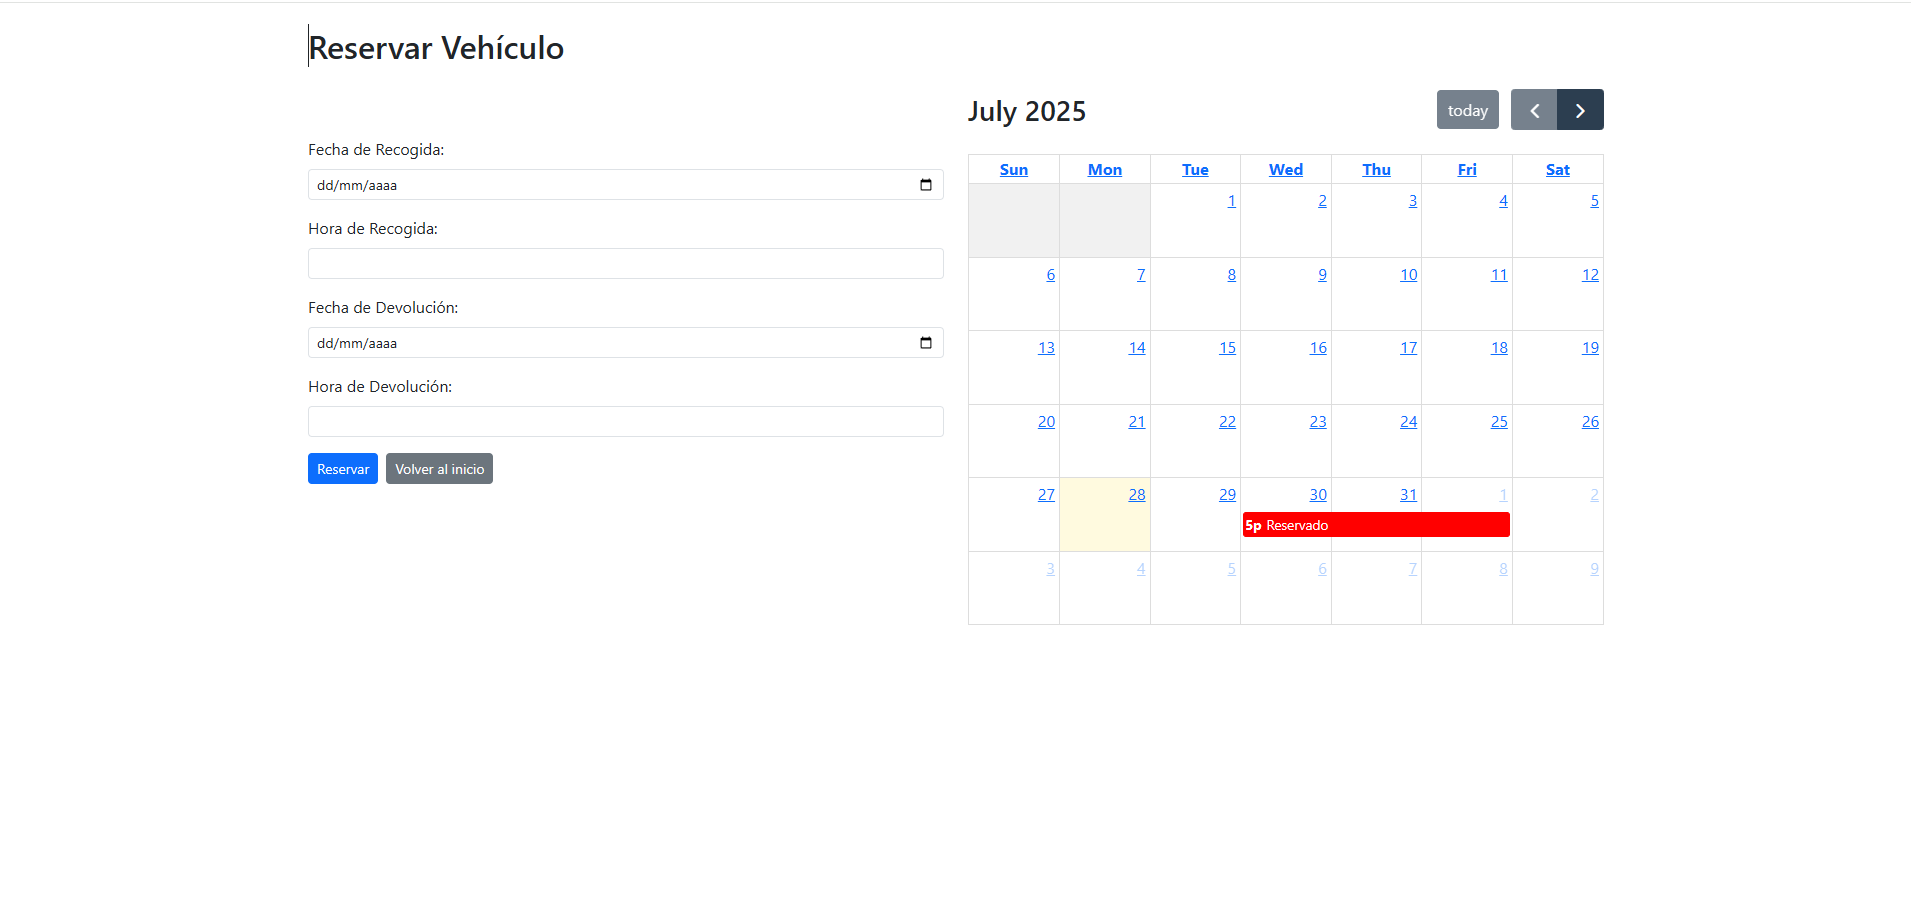 Reservar Vehículo
Fecha de Recogida:
dd/mm/aaaa
Hora de Recogida:
Fecha de Devolución:
dd/mm/aaaa
Hora de Devolución:
Reservar Volver al inicio
July 2025 today
Sun Mon Tue Wed Thu Fri Sat
1 2 3 4 5
6 7 8 9 10 11 12
13 14 15 16 17 18 19
20 21 22 23 24 25 26
27 28 29 30 31 1 2
5p Reservado
3 4 5 6 7 8 9